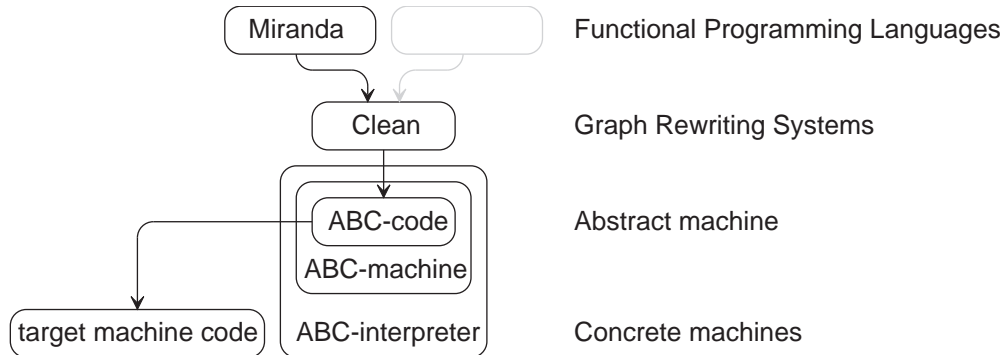 Miranda
Functional Programming Languages
Clean
Graph Rewriting Systems
ABC-code
Abstract machine
ABC-machine
target machine code
ABC-interpreter
Concrete machines